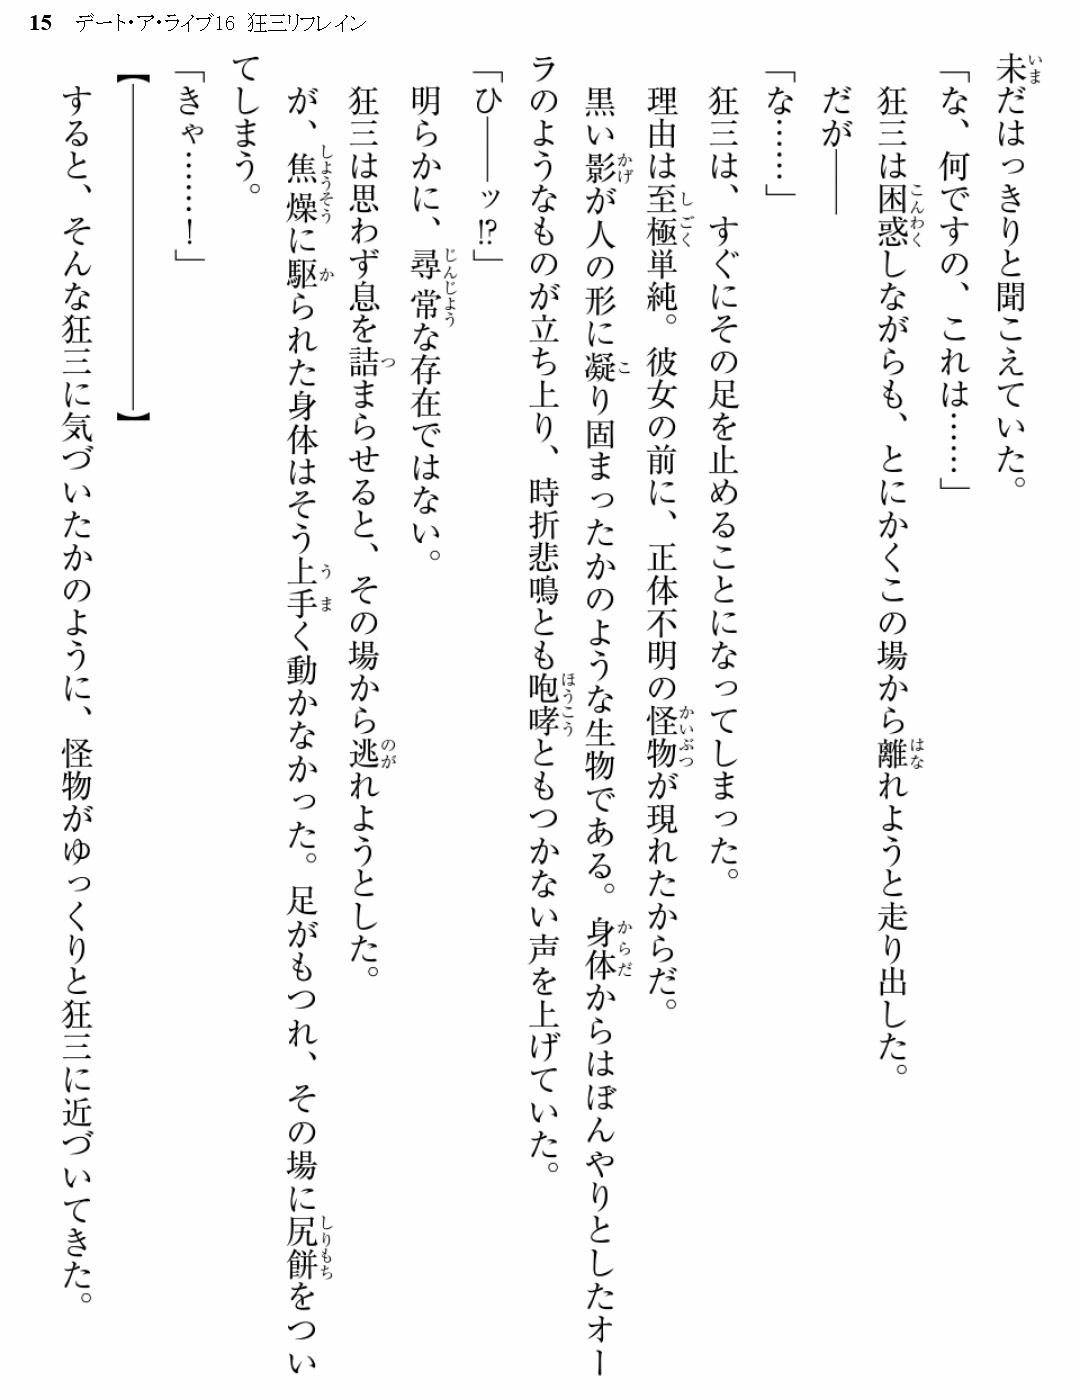 15 デート・ア・ライブ16 狂三リフレイン
未だはっきりと聞こえていた。
「な、何ですの、これは……」
狂三は困惑しながらも、とにかくこの場から離れようと走り出した。
だが――
「な……」
狂三は、すぐにその足を止めることになってしまった。
理由は至極単純。彼女の前に、正体不明の怪物が現れたからだ。
黒い影が人の形に凝り固まったかのような生物である。身体からはぼんやりとしたオー
ラのようなものが立ち上り、時折悲鳴とも咆哮ともつかない声を上げていた。
「ひ――ッ!?」
明らかに、尋常な存在ではない。
狂三は思わず息を詰まらせると、その場から逃れようとした。
が、焦燥に駆られた身体はそう上手く動かなかった。足がもつれ、その場に尻餅をつい
てしまう。
「きゃ……!」
【――――――――――】
すると、そんな狂三に気づいたかのように、怪物がゆっくりと狂三に近づいてきた。